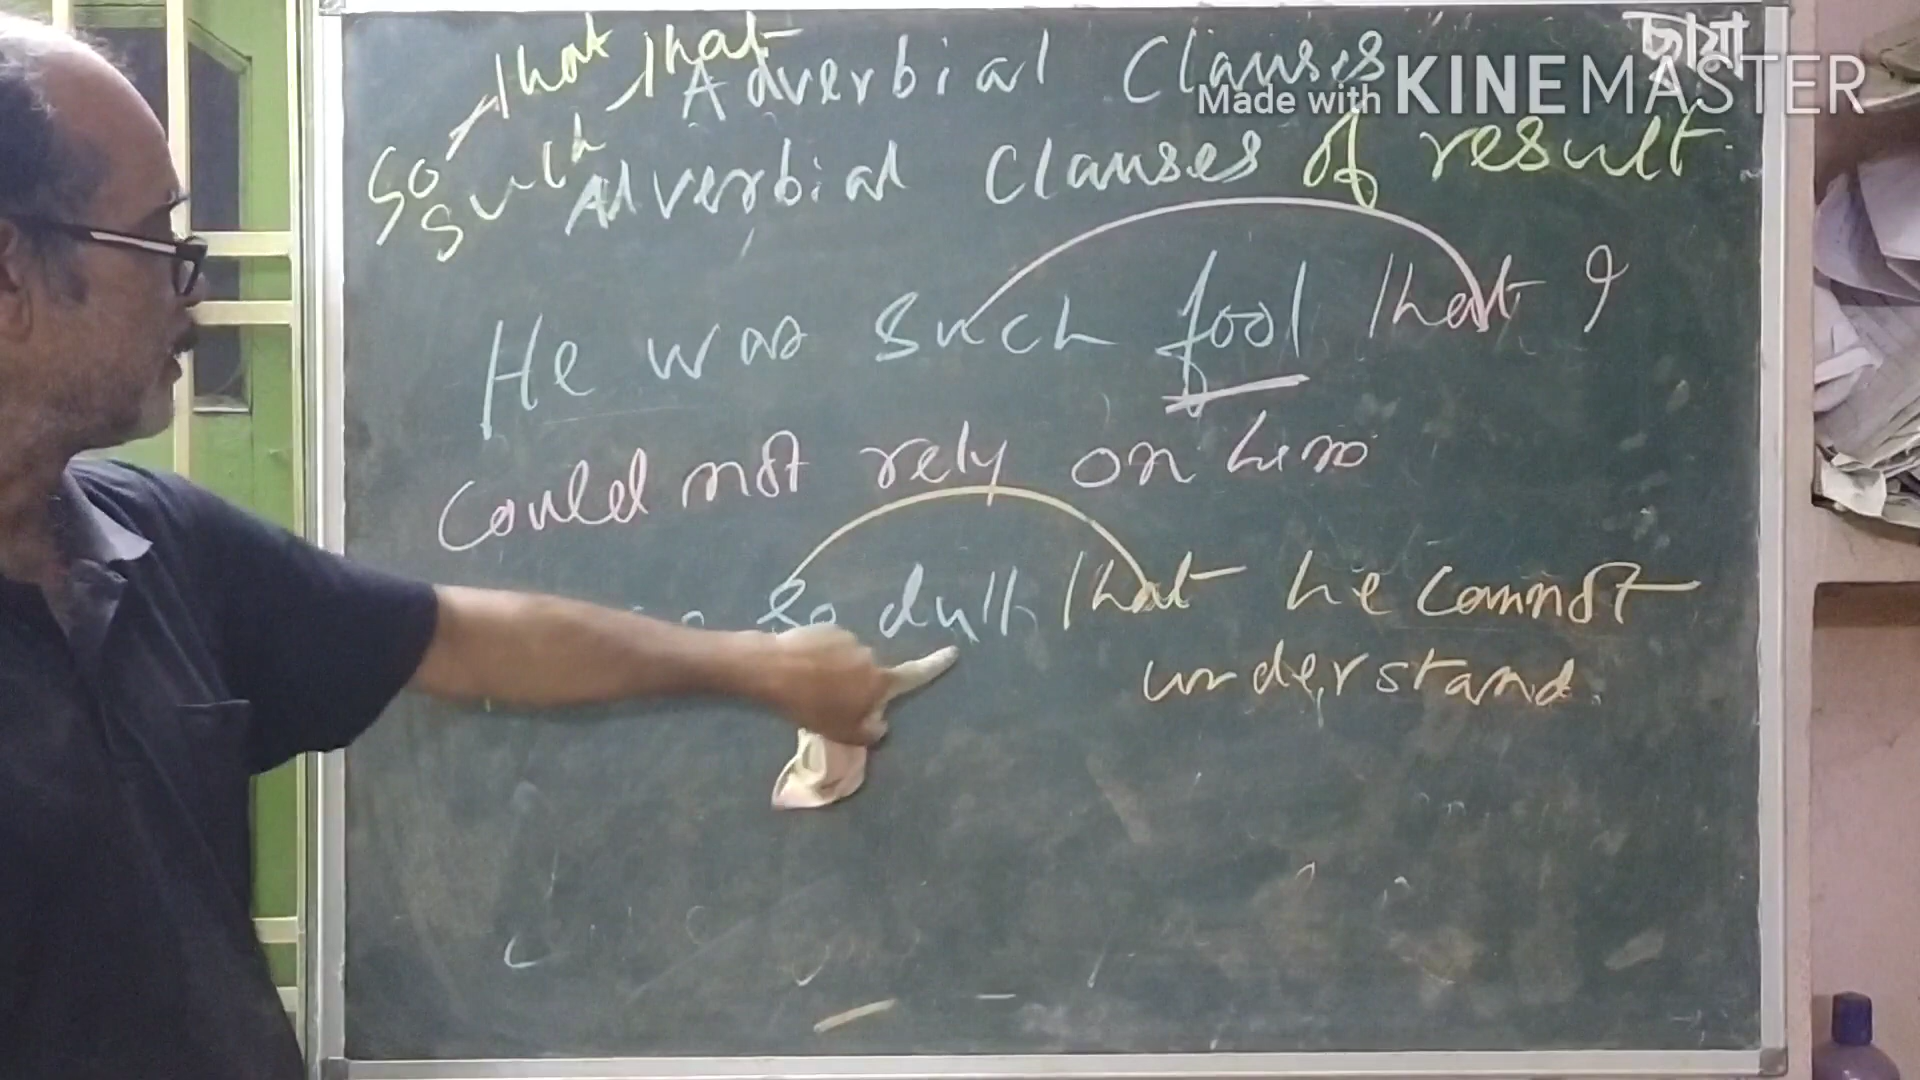 that, that
Adverbial Clauses
ছায়া
Made with KINEMASTER
So
Such
Adverbial Clauses of result
He was such fool that I
Could not rely on him
so dull that he cannot
understand.